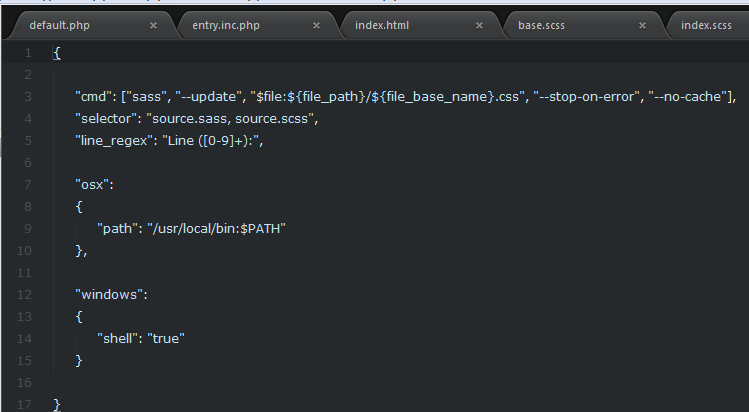 default.php × entry.inc.php × index.html × base.scss × index.scss
1 {
2
3 "cmd": ["sass", "--update", "$file:${file_path}/${file_base_name}.css", "--stop-on-error", "--no-cache"],
4 "selector": "source.sass, source.scss",
5 "line_regex": "Line ([0-9]+):",
6
7 "osx":
8 {
9 "path": "/usr/local/bin:$PATH"
10 },
11
12 "windows":
13 {
14 "shell": "true"
15 }
16
17 }